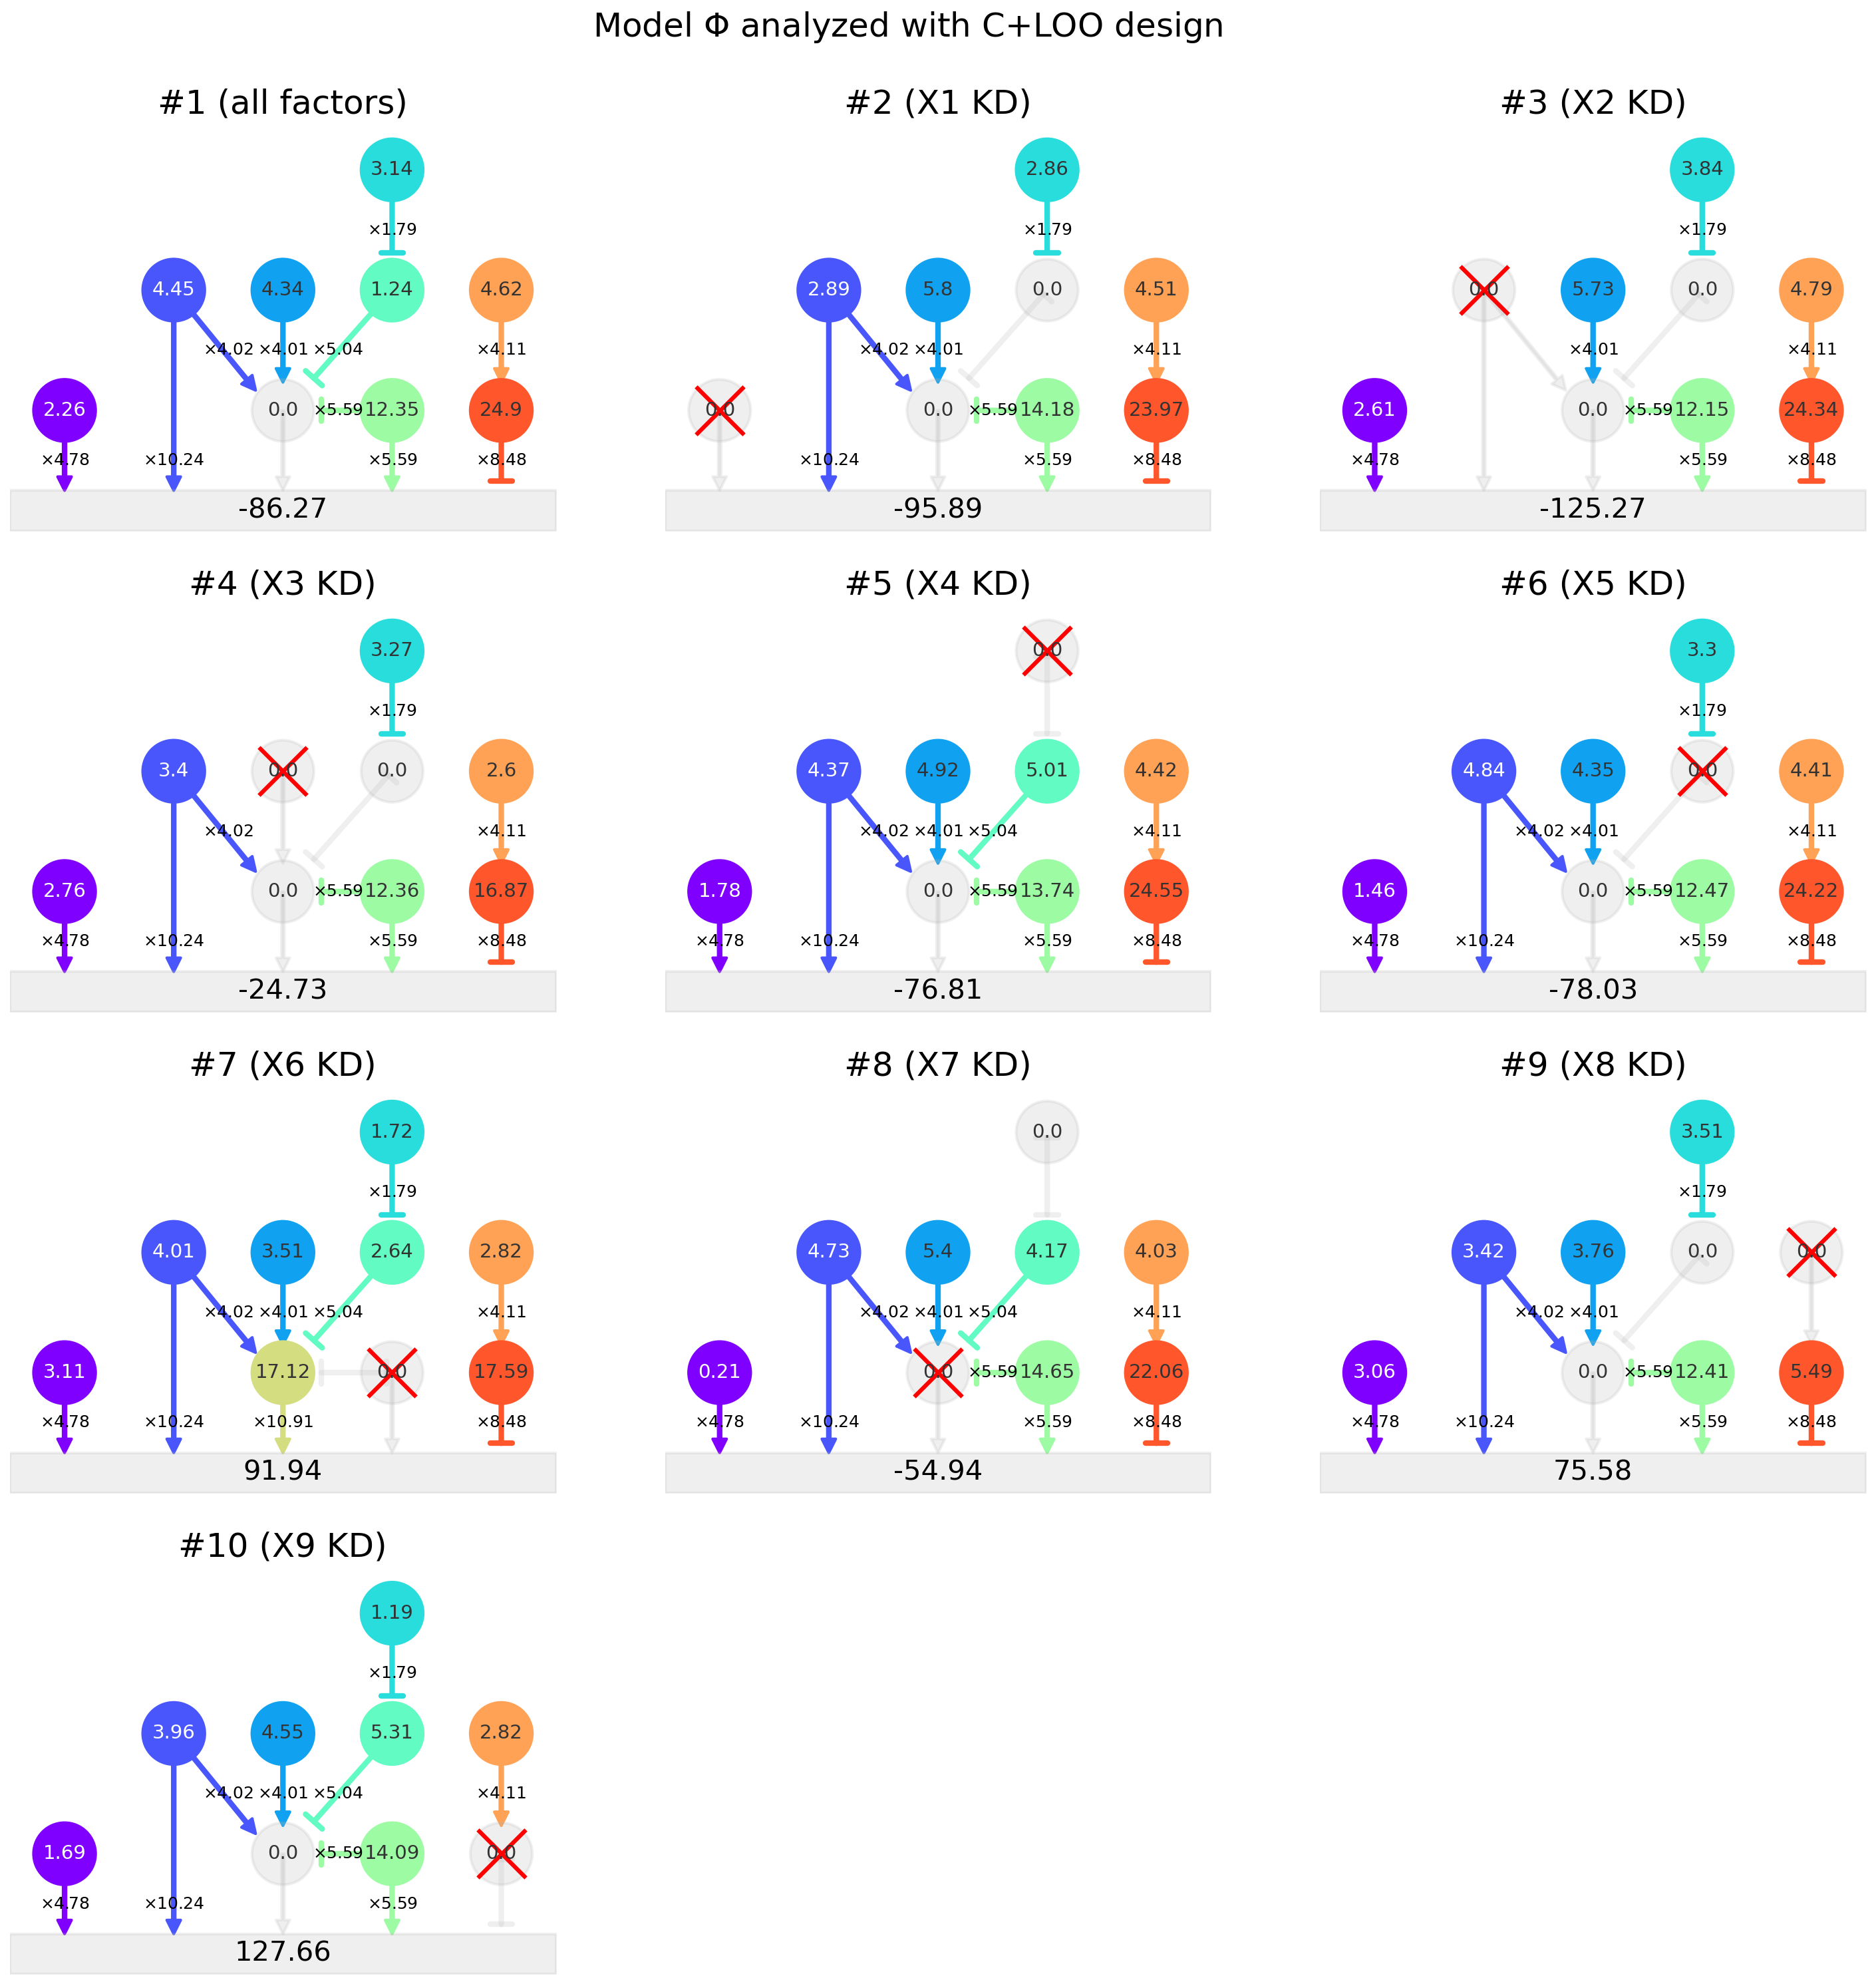 Model Φ analyzed with C+LOO design
#1 (all factors)
3.14
×1.79
4.45 4.34 1.24 4.62
×4.02 ×4.01 ×5.04 ×4.11
2.26 0.0 ×5.59 12.35 24.9
×4.78 ×10.24 ×5.59 ×8.48
-86.27
#2 (X1 KD)
2.86
×1.79
2.89 5.8 0.0 4.51
×4.02 ×4.01 ×4.11
0.0 0.0 ×5.59 14.18 23.97
×10.24 ×5.59 ×8.48
-95.89
#3 (X2 KD)
3.84
×1.79
0.0 5.73 0.0 4.79
×4.01 ×4.11
2.61 0.0 ×5.59 12.15 24.34
×4.78 ×5.59 ×8.48
-125.27
#4 (X3 KD)
3.27
×1.79
3.4 0.0 0.0 2.6
×4.02 ×4.11
2.76 0.0 ×5.59 12.36 16.87
×4.78 ×10.24 ×5.59 ×8.48
-24.73
#5 (X4 KD)
0.0
4.37 4.92 5.01 4.42
×4.02 ×4.01 ×5.04 ×4.11
1.78 0.0 ×5.59 13.74 24.55
×4.78 ×10.24 ×5.59 ×8.48
-76.81
#6 (X5 KD)
3.3
×1.79
4.84 4.35 0.0 4.41
×4.02 ×4.01 ×4.11
1.46 0.0 ×5.59 12.47 24.22
×4.78 ×10.24 ×5.59 ×8.48
-78.03
#7 (X6 KD)
1.72
×1.79
4.01 3.51 2.64 2.82
×4.02 ×4.01 ×5.04 ×4.11
3.11 17.12 0.0 17.59
×4.78 ×10.24 ×10.91 ×8.48
91.94
#8 (X7 KD)
0.0
4.73 5.4 4.17 4.03
×4.02 ×4.01 ×5.04 ×4.11
0.21 0.0 ×5.59 14.65 22.06
×4.78 ×10.24 ×5.59 ×8.48
-54.94
#9 (X8 KD)
3.51
×1.79
3.42 3.76 0.0 0.0
×4.02 ×4.01
3.06 0.0 ×5.59 12.41 5.49
×4.78 ×10.24 ×5.59 ×8.48
75.58
#10 (X9 KD)
1.19
×1.79
3.96 4.55 5.31 2.82
×4.02 ×4.01 ×5.04 ×4.11
1.69 0.0 ×5.59 14.09 0.0
×4.78 ×10.24 ×5.59
127.66